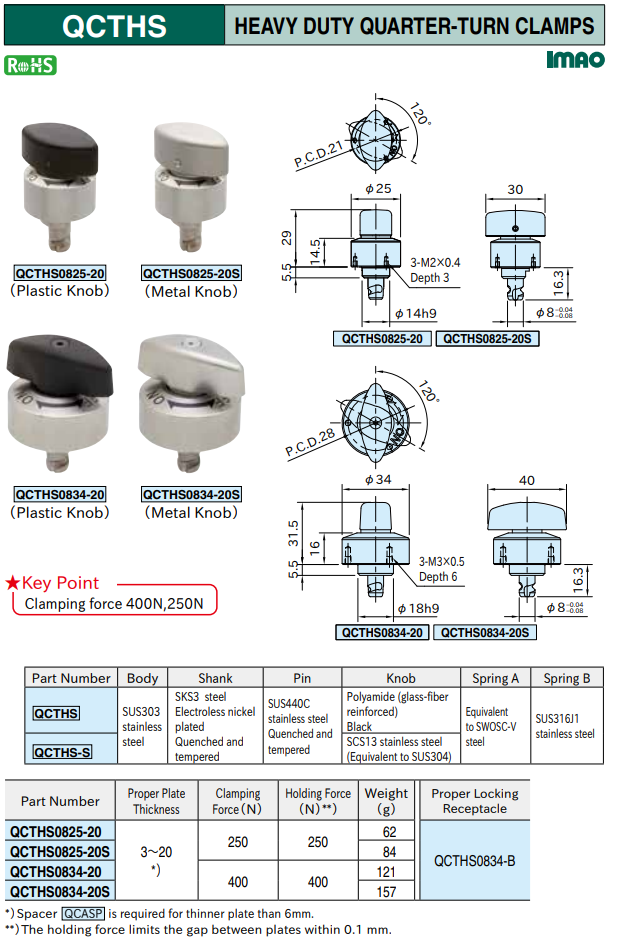 QCTHS
HEAVY DUTY QUARTER-TURN CLAMPS
RoHS
IMAO
QCTHS0825-20
(Plastic Knob)
QCTHS0825-20S
(Metal Knob)
120°
P.C.D.21
φ25
30
29
14.5
5.5
3-M2×0.4
Depth 3
16.3
φ14h9
φ8 -0.04 -0.08
QCTHS0825-20
QCTHS0825-20S
QCTHS0834-20
(Plastic Knob)
QCTHS0834-20S
(Metal Knob)
120°
P.C.D.28
ON
φ34
40
31.5
16
5.5
3-M3×0.5
Depth 6
16.3
φ18h9
φ8 -0.04 -0.08
QCTHS0834-20
QCTHS0834-20S
★Key Point
Clamping force 400N,250N
Part Number Body Shank Pin Knob Spring A Spring B
QCTHS
QCTHS-S
SUS303
stainless
steel
SKS3 steel
Electroless nickel
plated
Quenched and
tempered
SUS440C
stainless steel
Quenched and
tempered
Polyamide (glass-fiber
reinforced)
Black
SCS13 stainless steel
(Equivalent to SUS304)
Equivalent
to SWOSC-V
steel
SUS316J1
stainless steel
Part Number
Proper Plate
Thickness
Clamping
Force(N)
Holding Force
(N)**)
Weight
(g)
Proper Locking
Receptacle
QCTHS0825-20
QCTHS0825-20S
QCTHS0834-20
QCTHS0834-20S
3～20
*)
250
400
250
400
62
84
121
157
QCTHS0834-B
*)Spacer QCASP is required for thinner plate than 6mm.
**)The holding force limits the gap between plates within 0.1 mm.